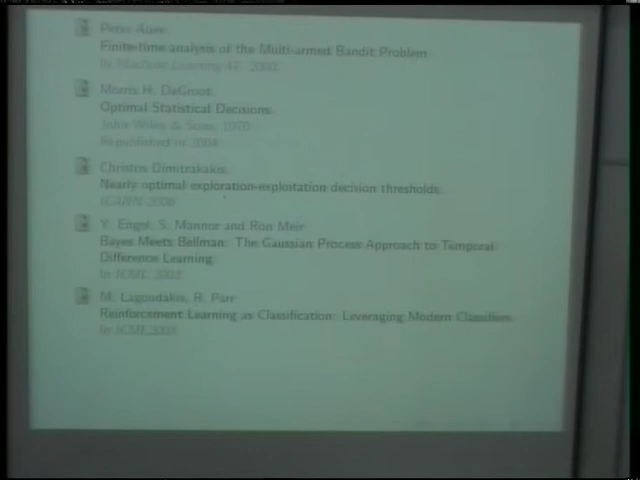 Peter Auer.
Finite-time analysis of the Multi-armed Bandit Problem.
In Machine Learning 47, 2002
Morris H. DeGroot.
Optimal Statistical Decisions.
John Wiley & Sons, 1970
Republished in 2004
Christos Dimitrakakis.
Nearly optimal exploration-exploitation decision thresholds.
ICANN 2006
Y. Engel, S. Mannor and Ron Meir
Bayes Meets Bellman: The Gaussian Process Approach to Temporal
Difference Learning
In ICML 2003
M. Lagoudakis, R. Parr
Reinforcement Learning as Classification: Leveraging Modern Classifiers.
In ICML 2003